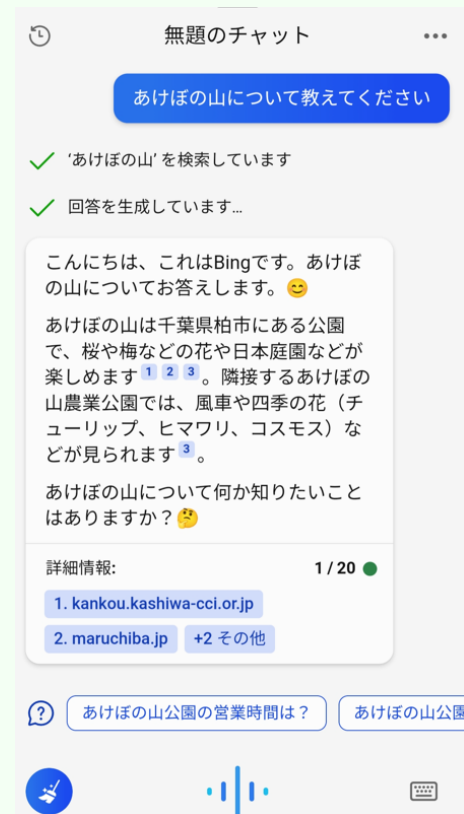 無題のチャット
あけぼの山について教えてください
'あけぼの山' を検索しています
回答を生成しています...
こんにちは、これはBingです。あけぼ
の山についてお答えします。😊
あけぼの山は千葉県柏市にある公園
で、桜や梅などの花や日本庭園などが
楽しめます 1 2 3 。隣接するあけぼの
山農業公園では、風車や四季の花（チ
ューリップ、ヒマワリ、コスモス）な
どが見られます 3 。
あけぼの山について何か知りたいこと
はありますか？🤔
詳細情報: 1 / 20
1. kankou.kashiwa-cci.or.jp
2. maruchiba.jp +2 その他
あけぼの山公園の営業時間は？ あけぼの山公園